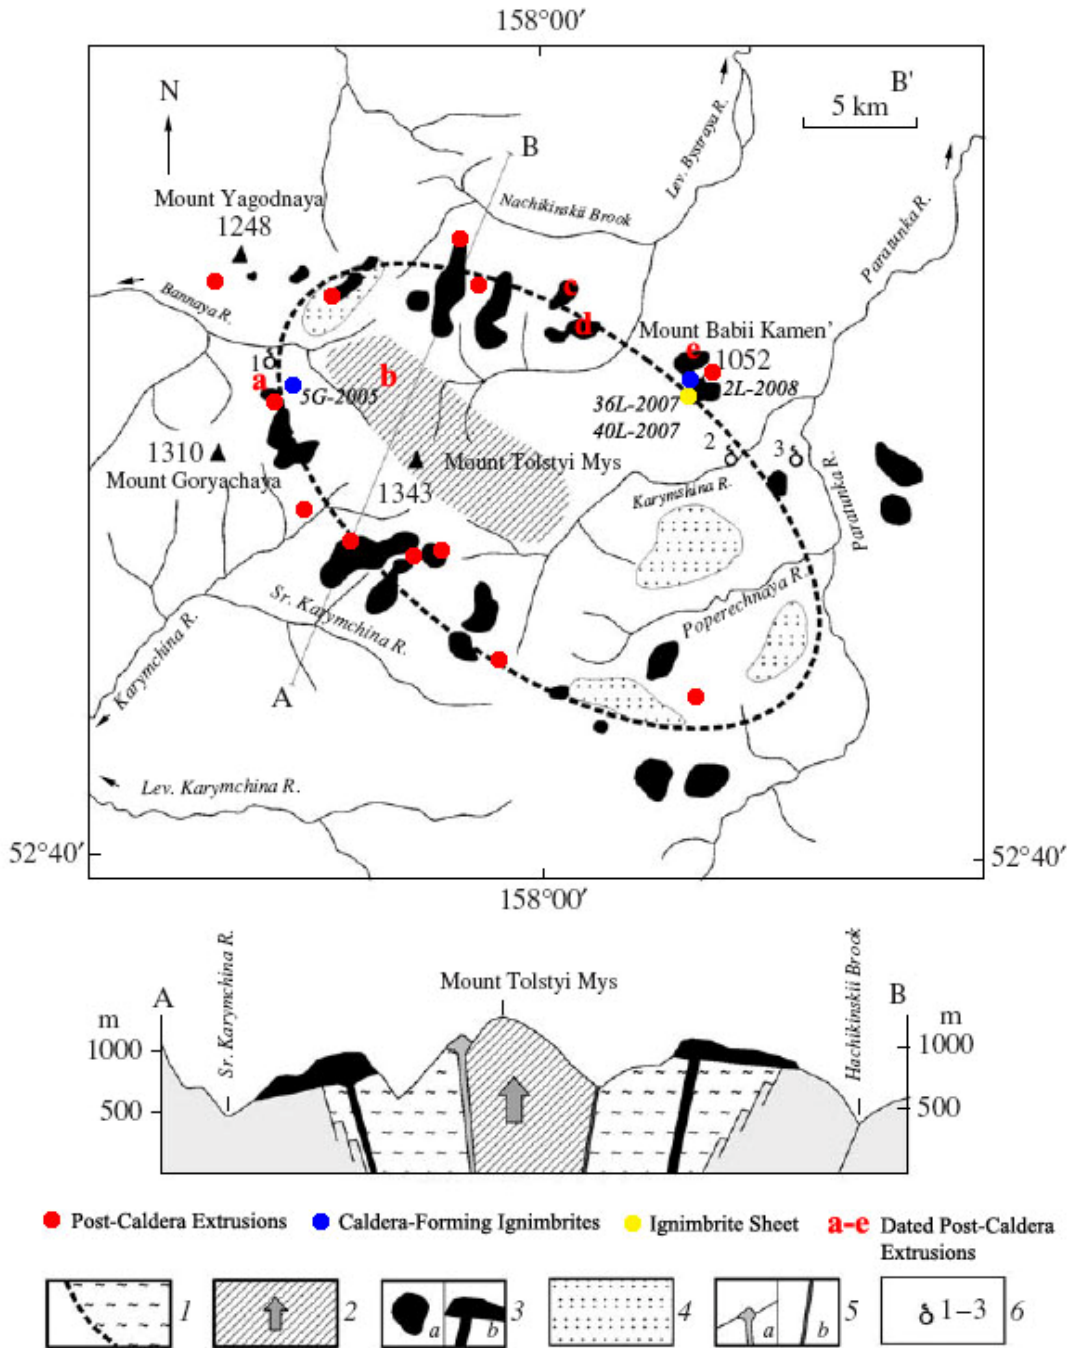 158°00′
N
B′
5 km
B
Lev. Bystraya R.
Mount Yagodnaya
1248
Nachikinskii Brook
Paratunka R.
Bannaya R.
c
d
Mount Babii Kamen’
e
1052
1
a
b
5G-2005
2L-2008
36L-2007
40L-2007
2
3
1310
Mount Goryachaya
Mount Tolstyi Mys
1343
Karymshina R.
Paratunka R.
Sr. Karymchina R.
Poperechnaya R.
Karymchina R.
A
Lev. Karymchina R.
52°40′
52°40′
158°00′
Sr. Karymchina R.
Mount Tolstyi Mys
Hachikinskii Brook
A
B
m
m
1000
1000
500
500
Post-Caldera Extrusions
Caldera-Forming Ignimbrites
Ignimbrite Sheet
a-e Dated Post-Caldera
Extrusions
1
2
a
b
3
4
a
b
5
1–3
6